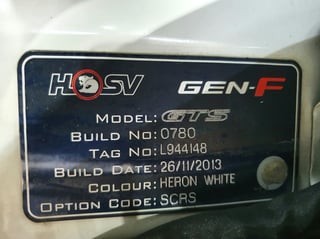 HSV GEN-F
MODEL: GTS
BUILD NO: 0780
TAG NO: L944148
BUILD DATE: 26/11/2013
COLOUR: HERON WHITE
OPTION CODE: SCRS